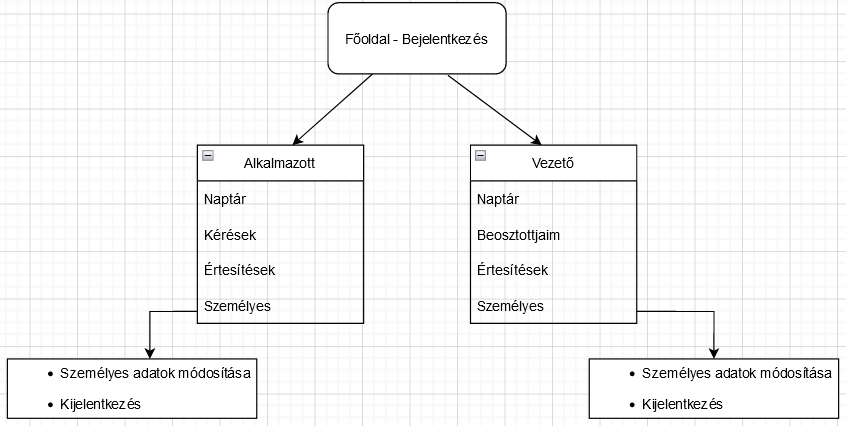 Főoldal - Bejelentkezés
Alkalmazott
Naptár
Kérések
Értesítések
Személyes
Vezető
Naptár
Beosztottjaim
Értesítések
Személyes
• Személyes adatok módosítása
• Kijelentkezés
• Személyes adatok módosítása
• Kijelentkezés